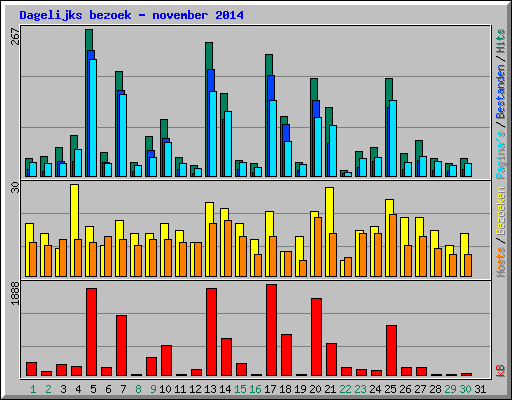 Dagelijks bezoek - november 2014
267
30
1888
Hosts / Bezoeken Pagina's / Bestanden / Hits
kB
1 2 3 4 5 6 7 8 9 10 11 12 13 14 15 16 17 18 19 20 21 22 23 24 25 26 27 28 29 30 31